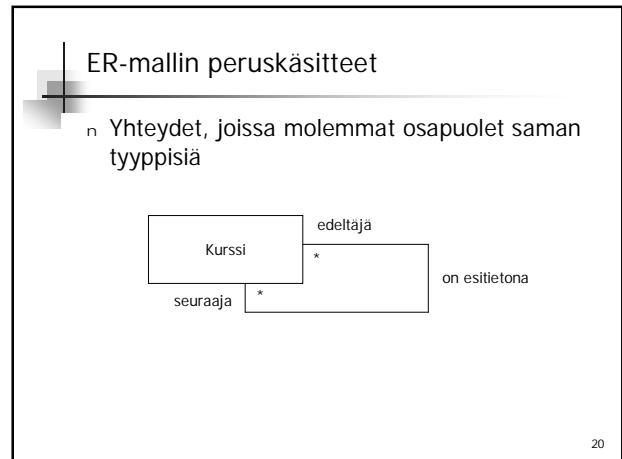 ER-mallin peruskäsitteet
n Yhteydet, joissa molemmat osapuolet saman
tyyppisiä
edeltäjä
Kurssi
*
on esitietona
seuraaja
*
20